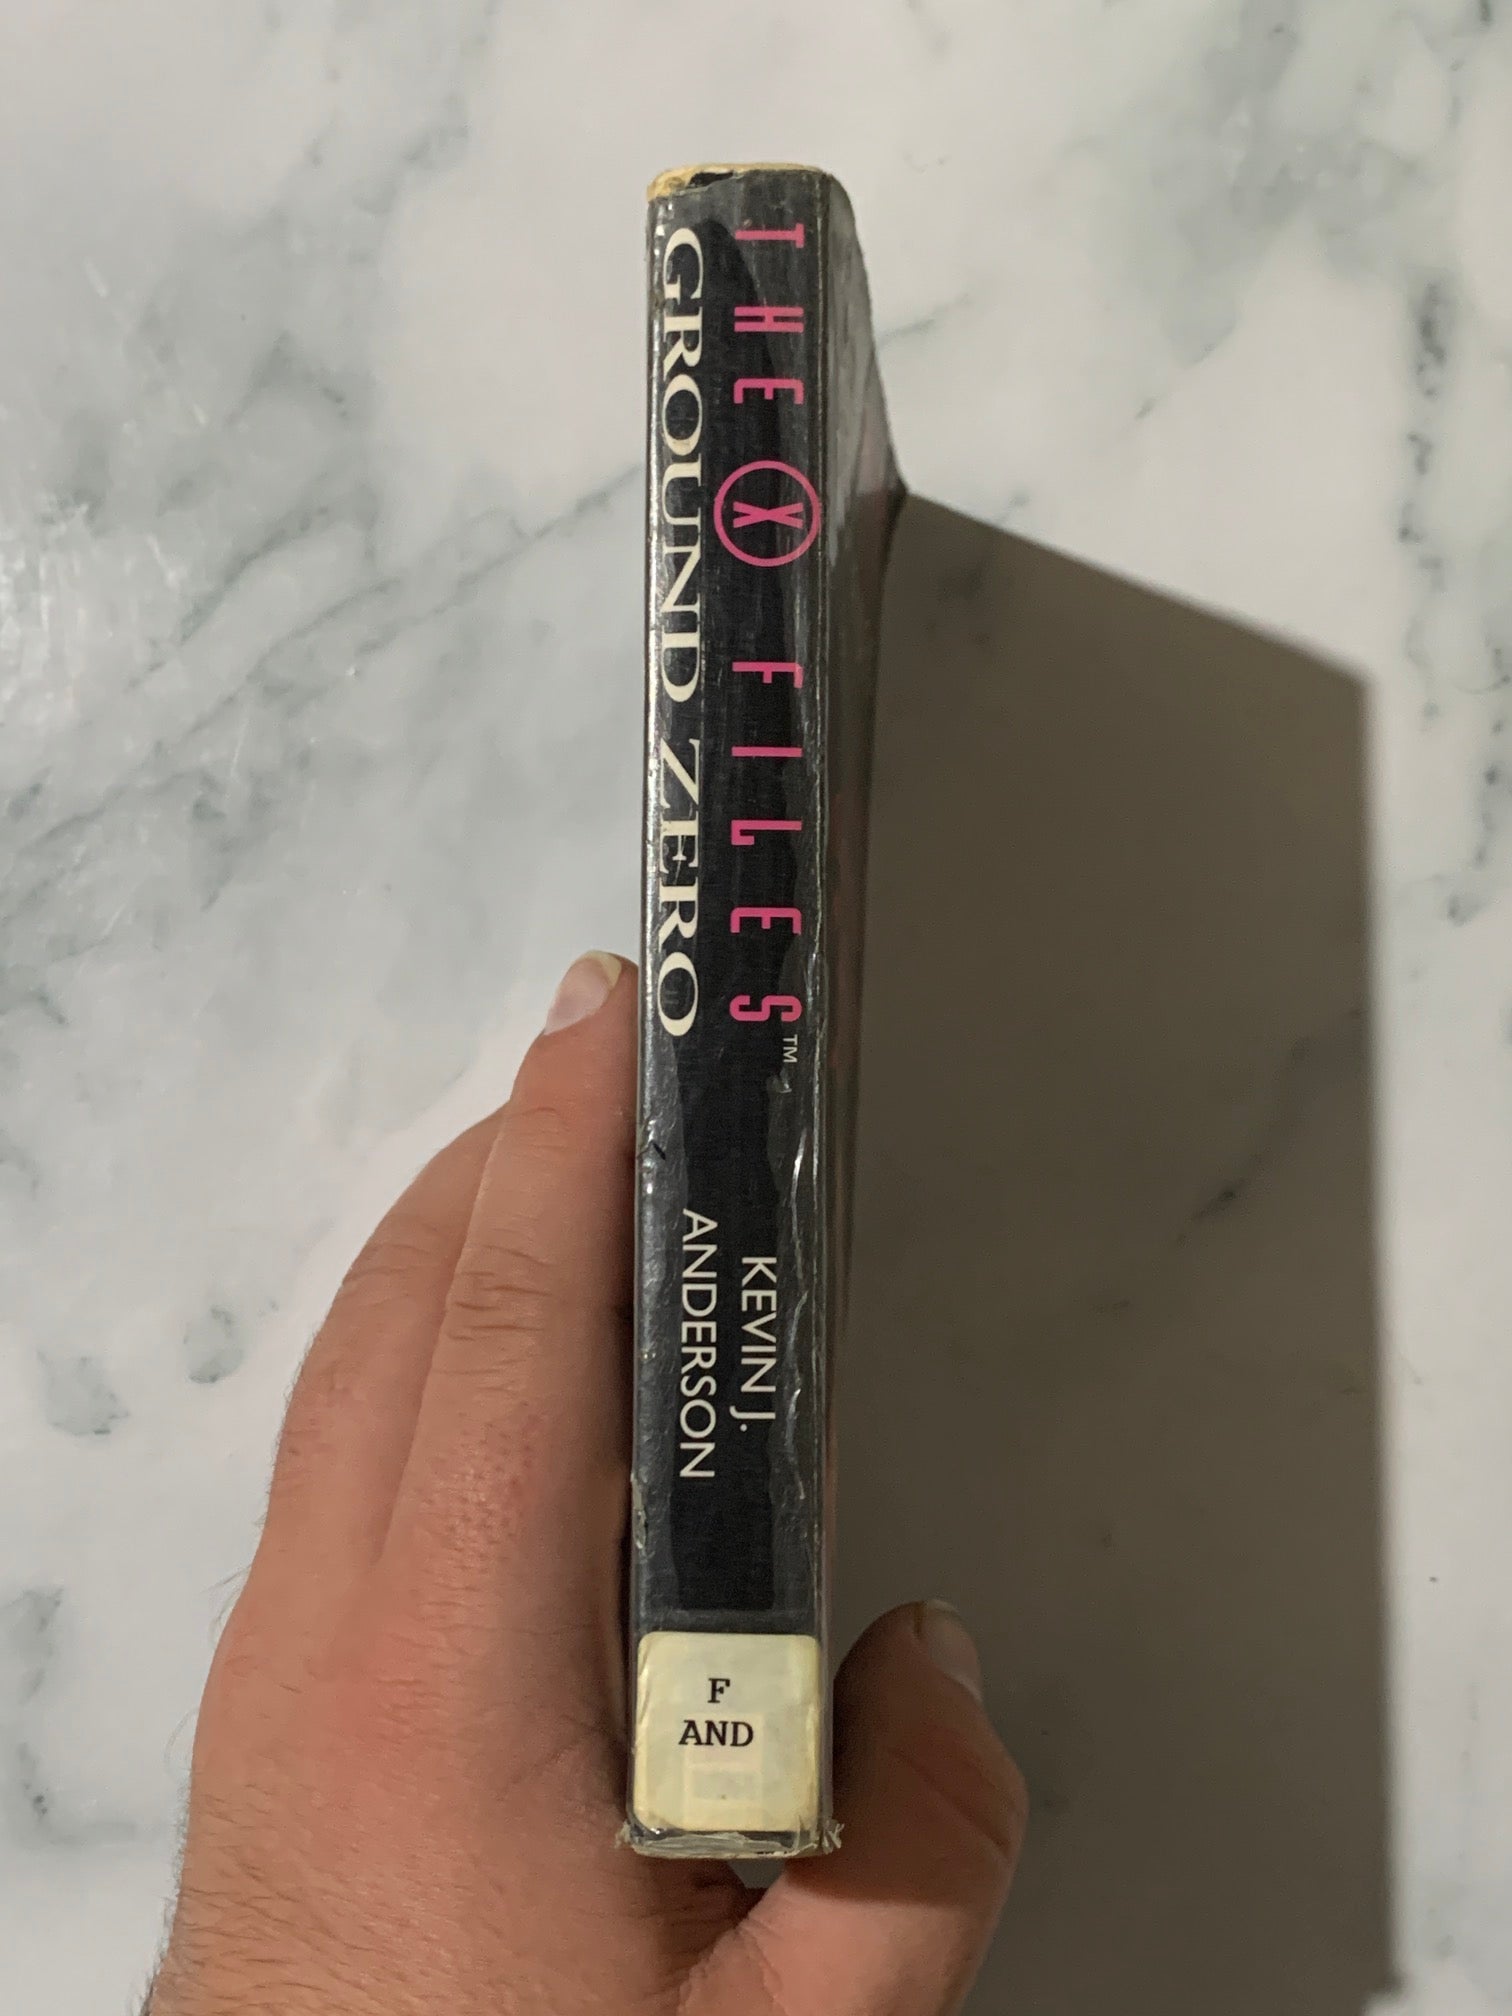 THE X FILES™
GROUND ZERO
KEVIN J.
ANDERSON
F
AND